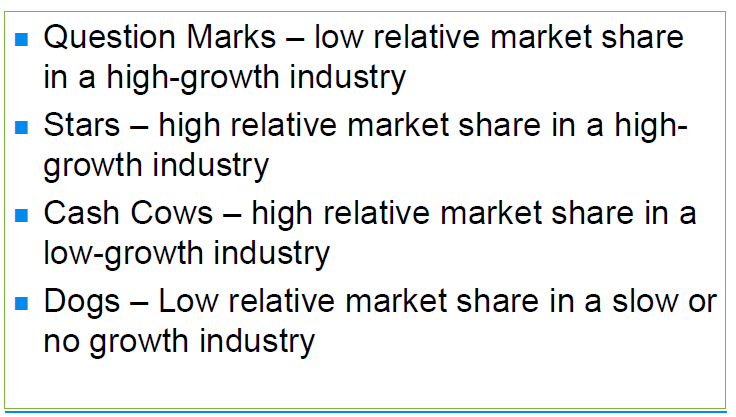 Question Marks – low relative market share
in a high-growth industry
Stars – high relative market share in a high-
growth industry
Cash Cows – high relative market share in a
low-growth industry
Dogs – Low relative market share in a slow or
no growth industry